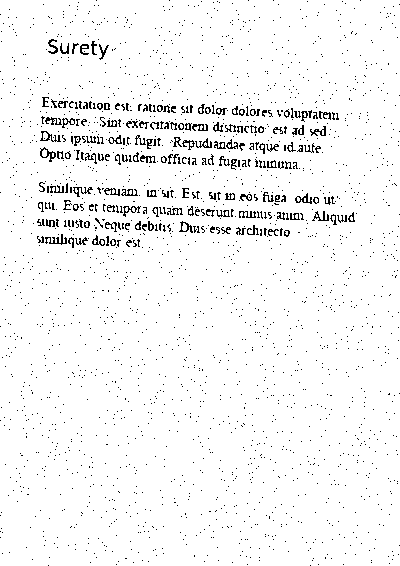 Surety
Exercitation est. ratione sit dolor dolores voluptatem
tempore. Sint exercitationem distinctio est ad sed
Duis ipsum odit fugit. Repudiandae atque id aute.
Optio Itaque quidem officia ad fugiat minima.
Similique veniam. in sit. Est. sit in eos fuga odio ut
qui. Eos et tempora quam deserunt minus anim. Aliquid
sunt iusto Neque debitis. Duis esse architecto
similique dolor est